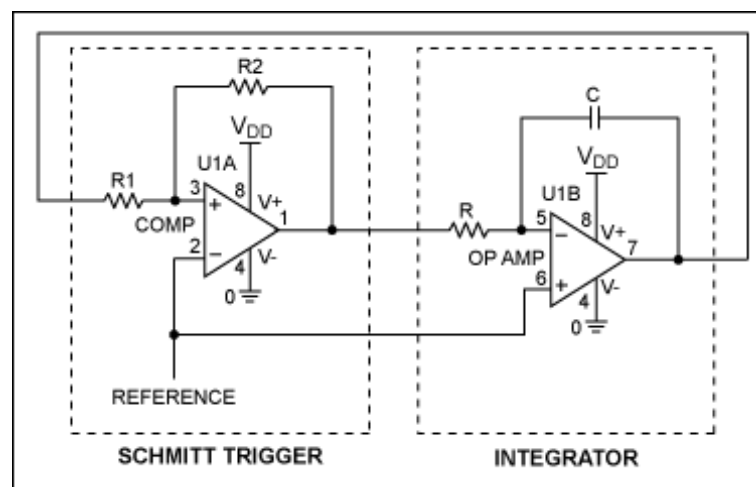 R2
C
VDD
VDD
U1A
U1B
R1
3
8
V+
R
5
8
V+
+
1
−
7
COMP
OP AMP
2
−
V-
6
+
V-
4
4
0
0
REFERENCE
SCHMITT TRIGGER
INTEGRATOR